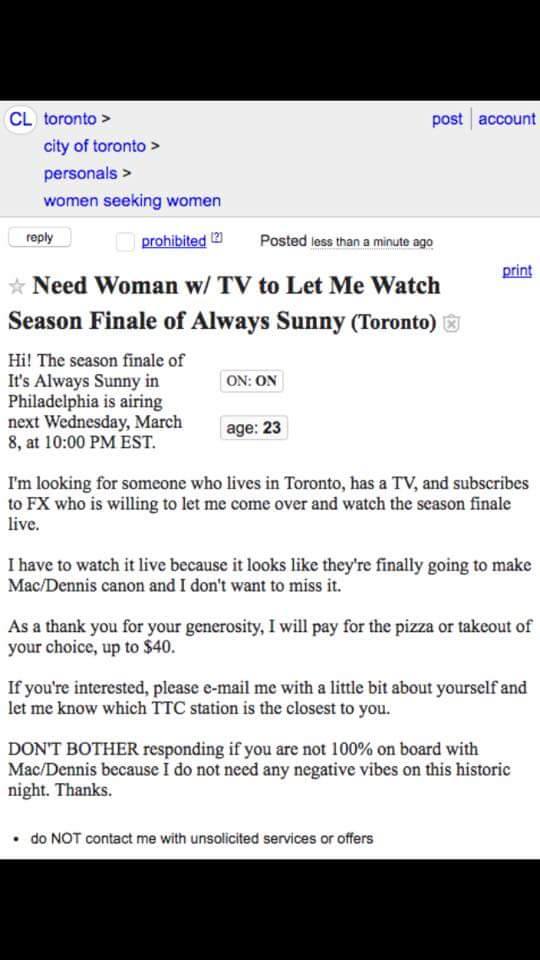 CL toronto > post account
city of toronto >
personals >
women seeking women
reply prohibited [?] Posted less than a minute ago
print
☆ Need Woman w/ TV to Let Me Watch
Season Finale of Always Sunny (Toronto)
Hi! The season finale of
It's Always Sunny in
Philadelphia is airing
next Wednesday, March
8, at 10:00 PM EST.
ON: ON
age: 23
I'm looking for someone who lives in Toronto, has a TV, and subscribes
to FX who is willing to let me come over and watch the season finale
live.
I have to watch it live because it looks like they're finally going to make
Mac/Dennis canon and I don't want to miss it.
As a thank you for your generosity, I will pay for the pizza or takeout of
your choice, up to $40.
If you're interested, please e-mail me with a little bit about yourself and
let me know which TTC station is the closest to you.
DON'T BOTHER responding if you are not 100% on board with
Mac/Dennis because I do not need any negative vibes on this historic
night. Thanks.
• do NOT contact me with unsolicited services or offers